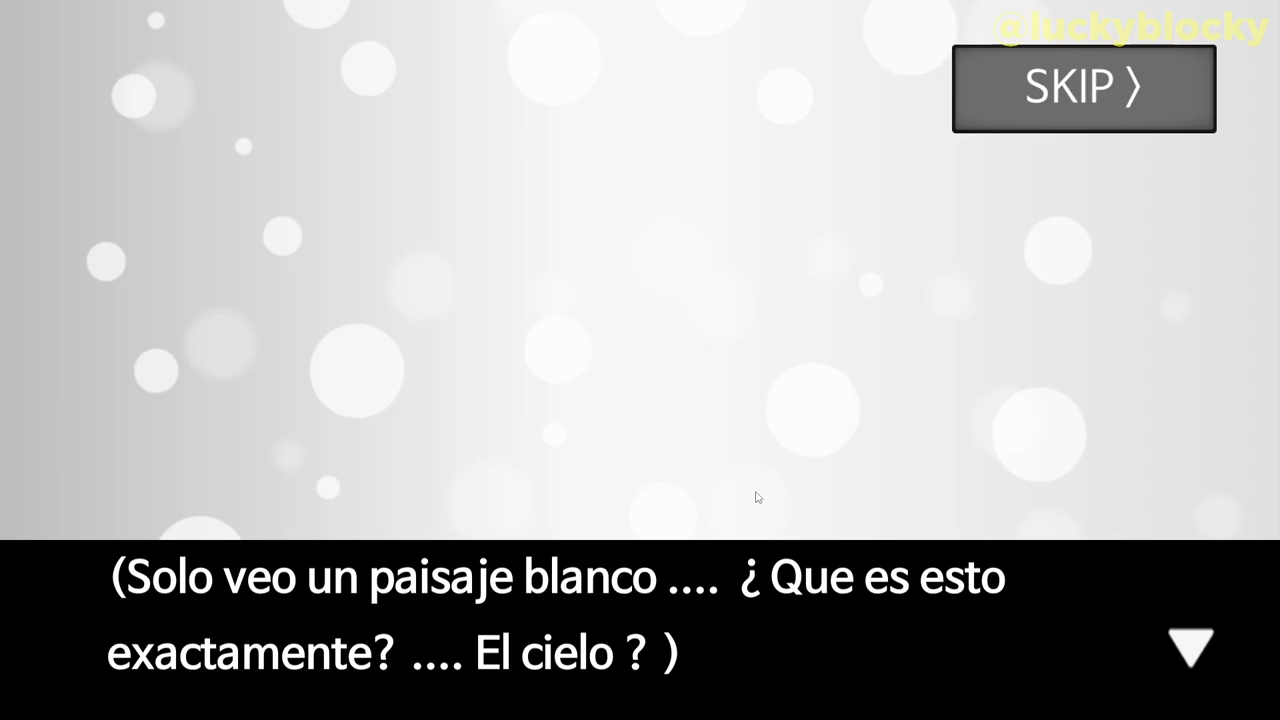 @luckyblocky
SKIP 〉
(Solo veo un paisaje blanco .... ¿ Que es esto
exactamente? .... El cielo ? )